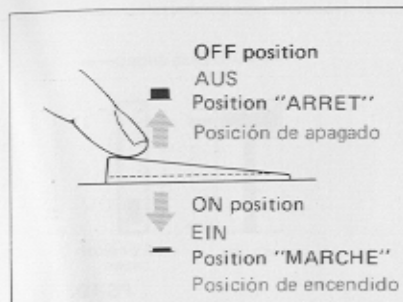 OFF position
AUS
Position "ARRET"
Posición de apagado
ON position
EIN
Position "MARCHE"
Posición de encendido